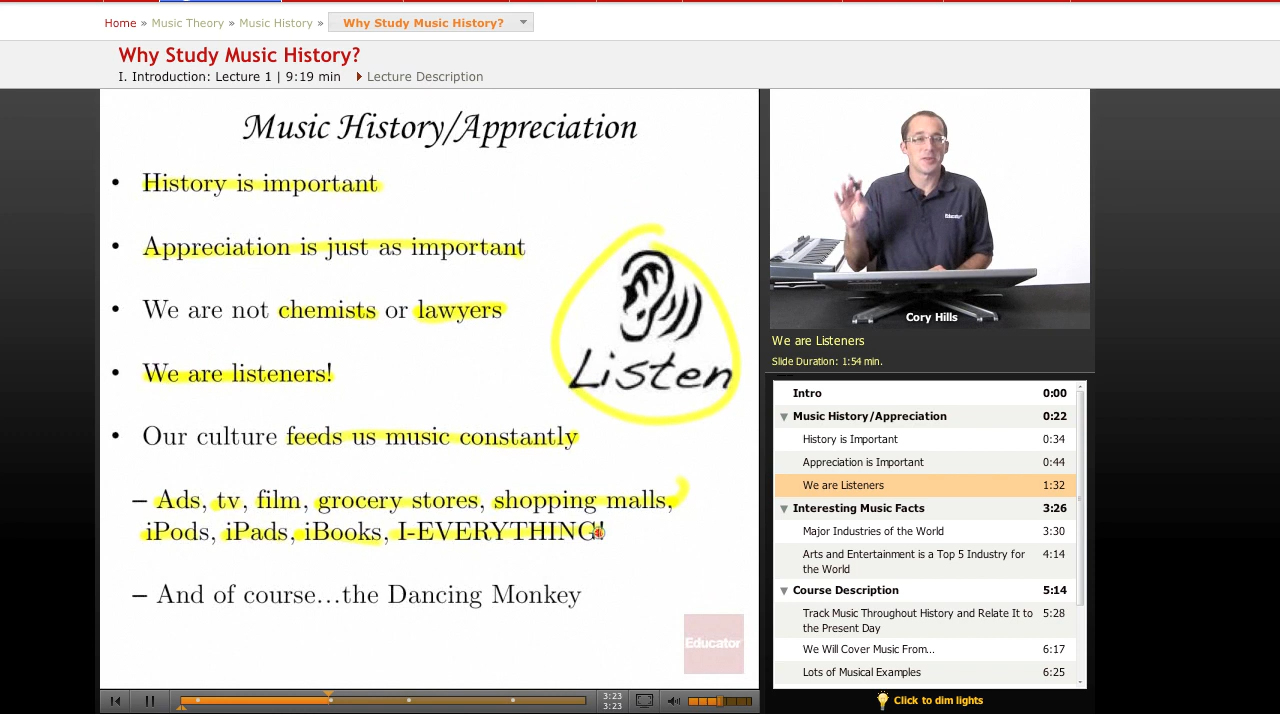 Home » Music Theory » Music History » Why Study Music History?
Why Study Music History?
I. Introduction: Lecture 1 | 9:19 min Lecture Description
Music History/Appreciation
• History is important
• Appreciation is just as important
• We are not chemists or lawyers
• We are listeners!
• Our culture feeds us music constantly
– Ads, tv, film, grocery stores, shopping malls,
iPods, iPads, iBooks, I-EVERYTHING!
– And of course...the Dancing Monkey
Listen
Educator
3:23
3:23
Educator
Cory Hills
We are Listeners
Slide Duration: 1:54 min.
Intro 0:00
Music History/Appreciation 0:22
History is Important 0:34
Appreciation is Important 0:44
We are Listeners 1:32
Interesting Music Facts 3:26
Major Industries of the World 3:30
Arts and Entertainment is a Top 5 Industry for 4:14
the World
Course Description 5:14
Track Music Throughout History and Relate It to 5:28
the Present Day
We Will Cover Music From... 6:17
Lots of Musical Examples 6:25
Click to dim lights